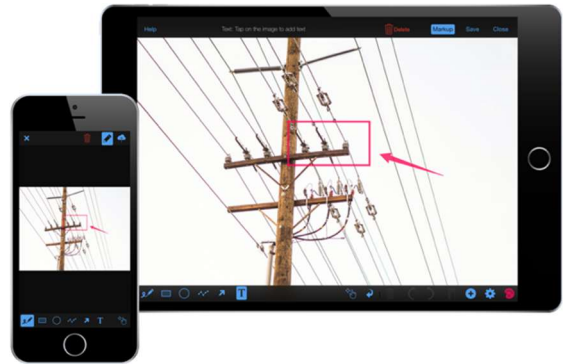 Help
Text: Tap on the image to add text
Delete
Markup
Save
Close
T
T